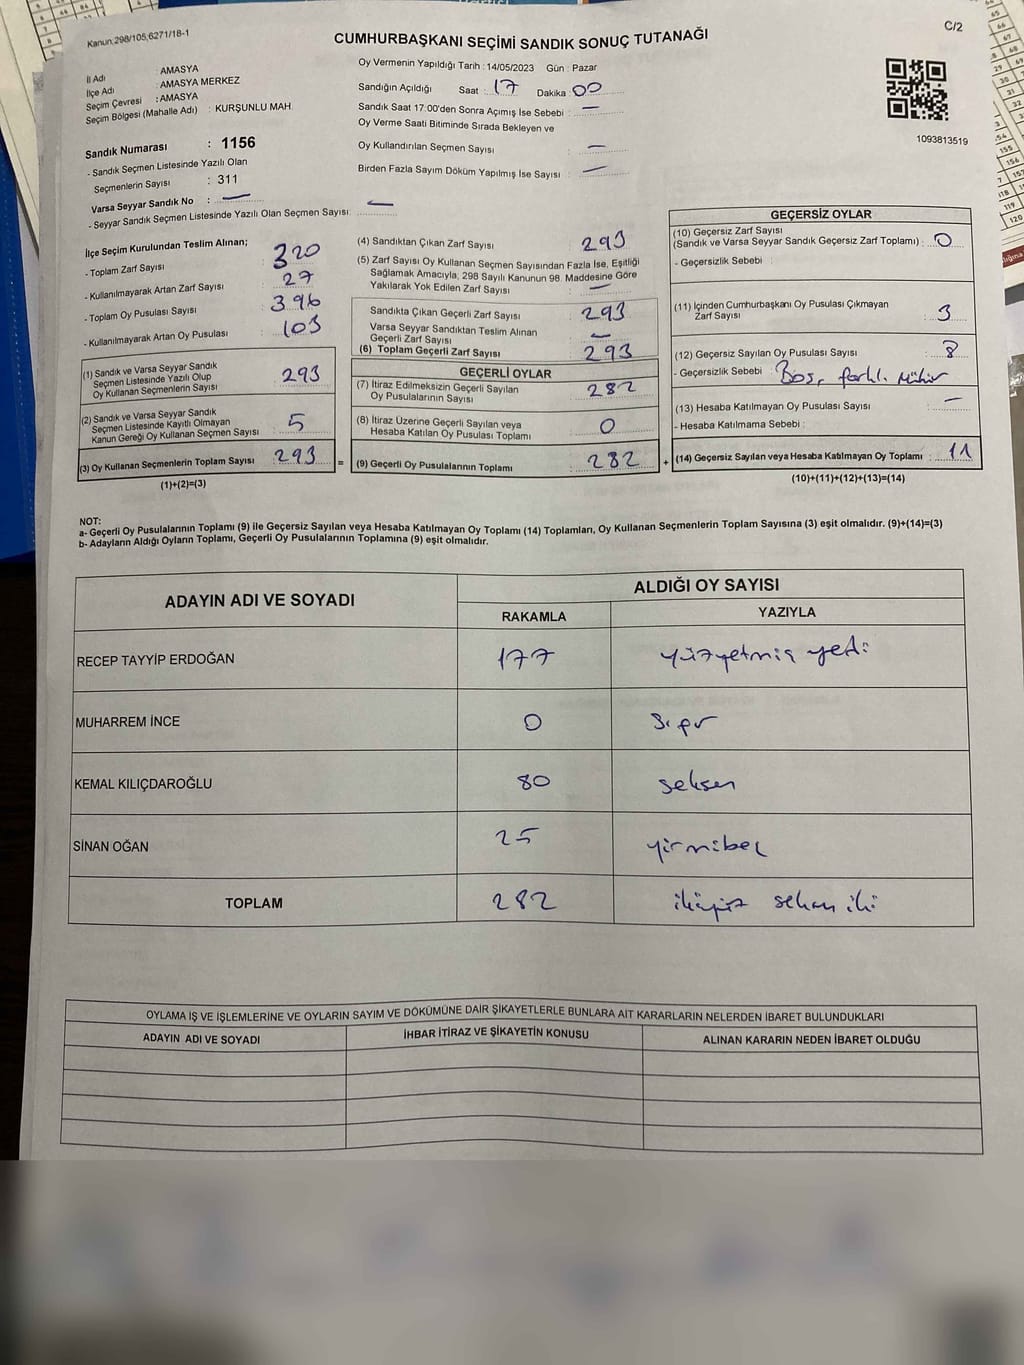 Kanun:298/105,6271/18-1
CUMHURBAŞKANI SEÇİMİ SANDIK SONUÇ TUTANAĞI
C/2
İl Adı : AMASYA
İlçe Adı : AMASYA MERKEZ
Seçim Çevresi : AMASYA
Seçim Bölgesi (Mahalle Adı) : KURŞUNLU MAH.
Oy Vermenin Yapıldığı Tarih : 14/05/2023 Gün : Pazar
Sandığın Açıldığı Saat : 17 Dakika : 00
Sandık Saat 17:00'den Sonra Açımış İse Sebebi : —
Oy Verme Saati Bitiminde Sırada Bekleyen ve
Oy Kullandırılan Seçmen Sayısı : —
Birden Fazla Sayım Döküm Yapılmış İse Sayısı : —
1093813519
Sandık Numarası : 1156
- Sandık Seçmen Listesinde Yazılı Olan
Seçmenlerin Sayısı : 311
Varsa Seyyar Sandık No : —
- Seyyar Sandık Seçmen Listesinde Yazılı Olan Seçmen Sayısı: —
İlçe Seçim Kurulundan Teslim Alınan;
- Toplam Zarf Sayısı : 320
- Kullanılmayarak Artan Zarf Sayısı : 27
- Toplam Oy Pusulası Sayısı : 396
- Kullanılmayarak Artan Oy Pusulası : 103
(1) Sandık ve Varsa Seyyar Sandık
Seçmen Listesinde Yazılı Olup
Oy Kullanan Seçmenlerin Sayısı : 293
(2) Sandık ve Varsa Seyyar Sandık
Seçmen Listesinde Kayıtlı Olmayan
Kanun Gereği Oy Kullanan Seçmen Sayısı : 5
(3) Oy Kullanan Seçmenlerin Toplam Sayısı : 293
(1)+(2)=(3)
(4) Sandıktan Çıkan Zarf Sayısı : 293
(5) Zarf Sayısı Oy Kullanan Seçmen Sayısından Fazla İse, Eşitliği
Sağlamak Amacıyla, 298 Sayılı Kanunun 98. Maddesine Göre
Yakılarak Yok Edilen Zarf Sayısı : —
Sandıkta Çıkan Geçerli Zarf Sayısı : 293
Varsa Seyyar Sandıktan Teslim Alınan
Geçerli Zarf Sayısı : —
(6) Toplam Geçerli Zarf Sayısı : 293
GEÇERLİ OYLAR
(7) İtiraz Edilmeksizin Geçerli Sayılan
Oy Pusulalarının Sayısı : 282
(8) İtiraz Üzerine Geçerli Sayılan veya
Hesaba Katılan Oy Pusulası Toplamı : 0
= (9) Geçerli Oy Pusulalarının Toplamı : 282 +
GEÇERSİZ OYLAR
(10) Geçersiz Zarf Sayısı
(Sandık ve Varsa Seyyar Sandık Geçersiz Zarf Toplamı) : 0
- Geçersizlik Sebebi :
(11) İçinden Cumhurbaşkanı Oy Pusulası Çıkmayan
Zarf Sayısı : 3
(12) Geçersiz Sayılan Oy Pusulası Sayısı : 8
- Geçersizlik Sebebi : Boş, farklı mühür
(13) Hesaba Katılmayan Oy Pusulası Sayısı : —
- Hesaba Katılmama Sebebi :
(14) Geçersiz Sayılan veya Hesaba Katılmayan Oy Toplamı : 11
(10)+(11)+(12)+(13)=(14)
NOT:
a- Geçerli Oy Pusulalarının Toplamı (9) ile Geçersiz Sayılan veya Hesaba Katılmayan Oy Toplamı (14) Toplamları, Oy Kullanan Seçmenlerin Toplam Sayısına (3) eşit olmalıdır. (9)+(14)=(3)
b- Adayların Aldığı Oyların Toplamı, Geçerli Oy Pusulalarının Toplamına (9) eşit olmalıdır.
ADAYIN ADI VE SOYADI
ALDIĞI OY SAYISI
RAKAMLA YAZIYLA
RECEP TAYYİP ERDOĞAN 177 yüzyetmiş yedi
MUHARREM İNCE 0 Sıfır
KEMAL KILIÇDAROĞLU 80 seksen
SİNAN OĞAN 25 yirmibeş
TOPLAM 282 ikiyüz seksen iki
OYLAMA İŞ VE İŞLEMLERİNE VE OYLARIN SAYIM VE DÖKÜMÜNE DAİR ŞİKAYETLERLE BUNLARA AİT KARARLARIN NELERDEN İBARET BULUNDUKLARI
ADAYIN ADI VE SOYADI
İHBAR İTİRAZ VE ŞİKAYETİN KONUSU
ALINAN KARARIN NEDEN İBARET OLDUĞU